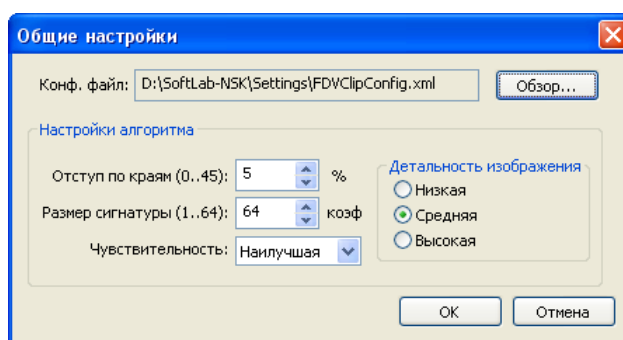 Общие настройки
Конф. файл: D:\SoftLab-NSK\Settings\FDVClipConfig.xml Обзор...
Настройки алгоритма
Отступ по краям (0..45): 5 %
Размер сигнатуры (1..64): 64 коэф
Чувствительность: Наилучшая
Детальность изображения
Низкая
Средняя
Высокая
OK Отмена